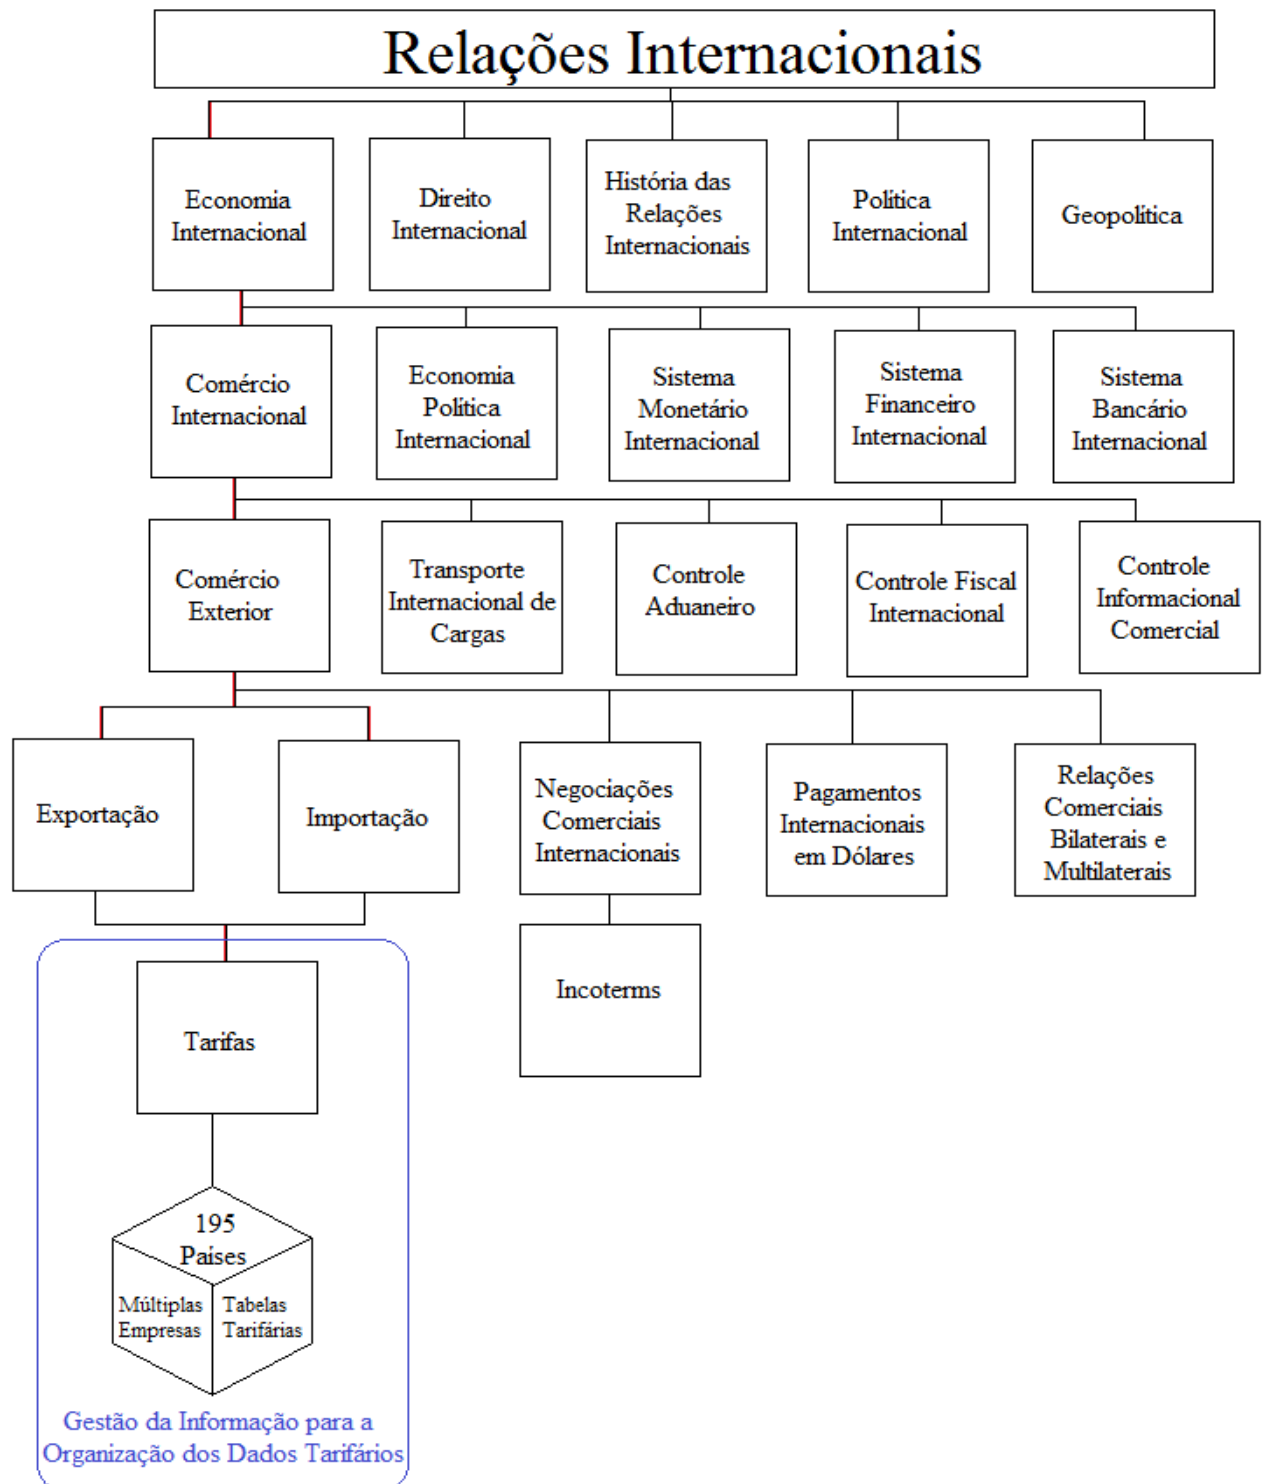 Relações Internacionais
Economia
Internacional
Direito
Internacional
História das
Relações
Internacionais
Política
Internacional
Geopolítica
Comércio
Internacional
Economia
Política
Internacional
Sistema
Monetário
Internacional
Sistema
Financeiro
Internacional
Sistema
Bancário
Internacional
Comércio
Exterior
Transporte
Internacional de
Cargas
Controle
Aduaneiro
Controle Fiscal
Internacional
Controle
Informacional
Comercial
Exportação
Importação
Negociações
Comerciais
Internacionais
Pagamentos
Internacionais
em Dólares
Relações
Comerciais
Bilaterais e
Multilaterais
Incoterms
Tarifas
195
Países
Múltiplas
Empresas
Tabelas
Tarifárias
Gestão da Informação para a
Organização dos Dados Tarifários